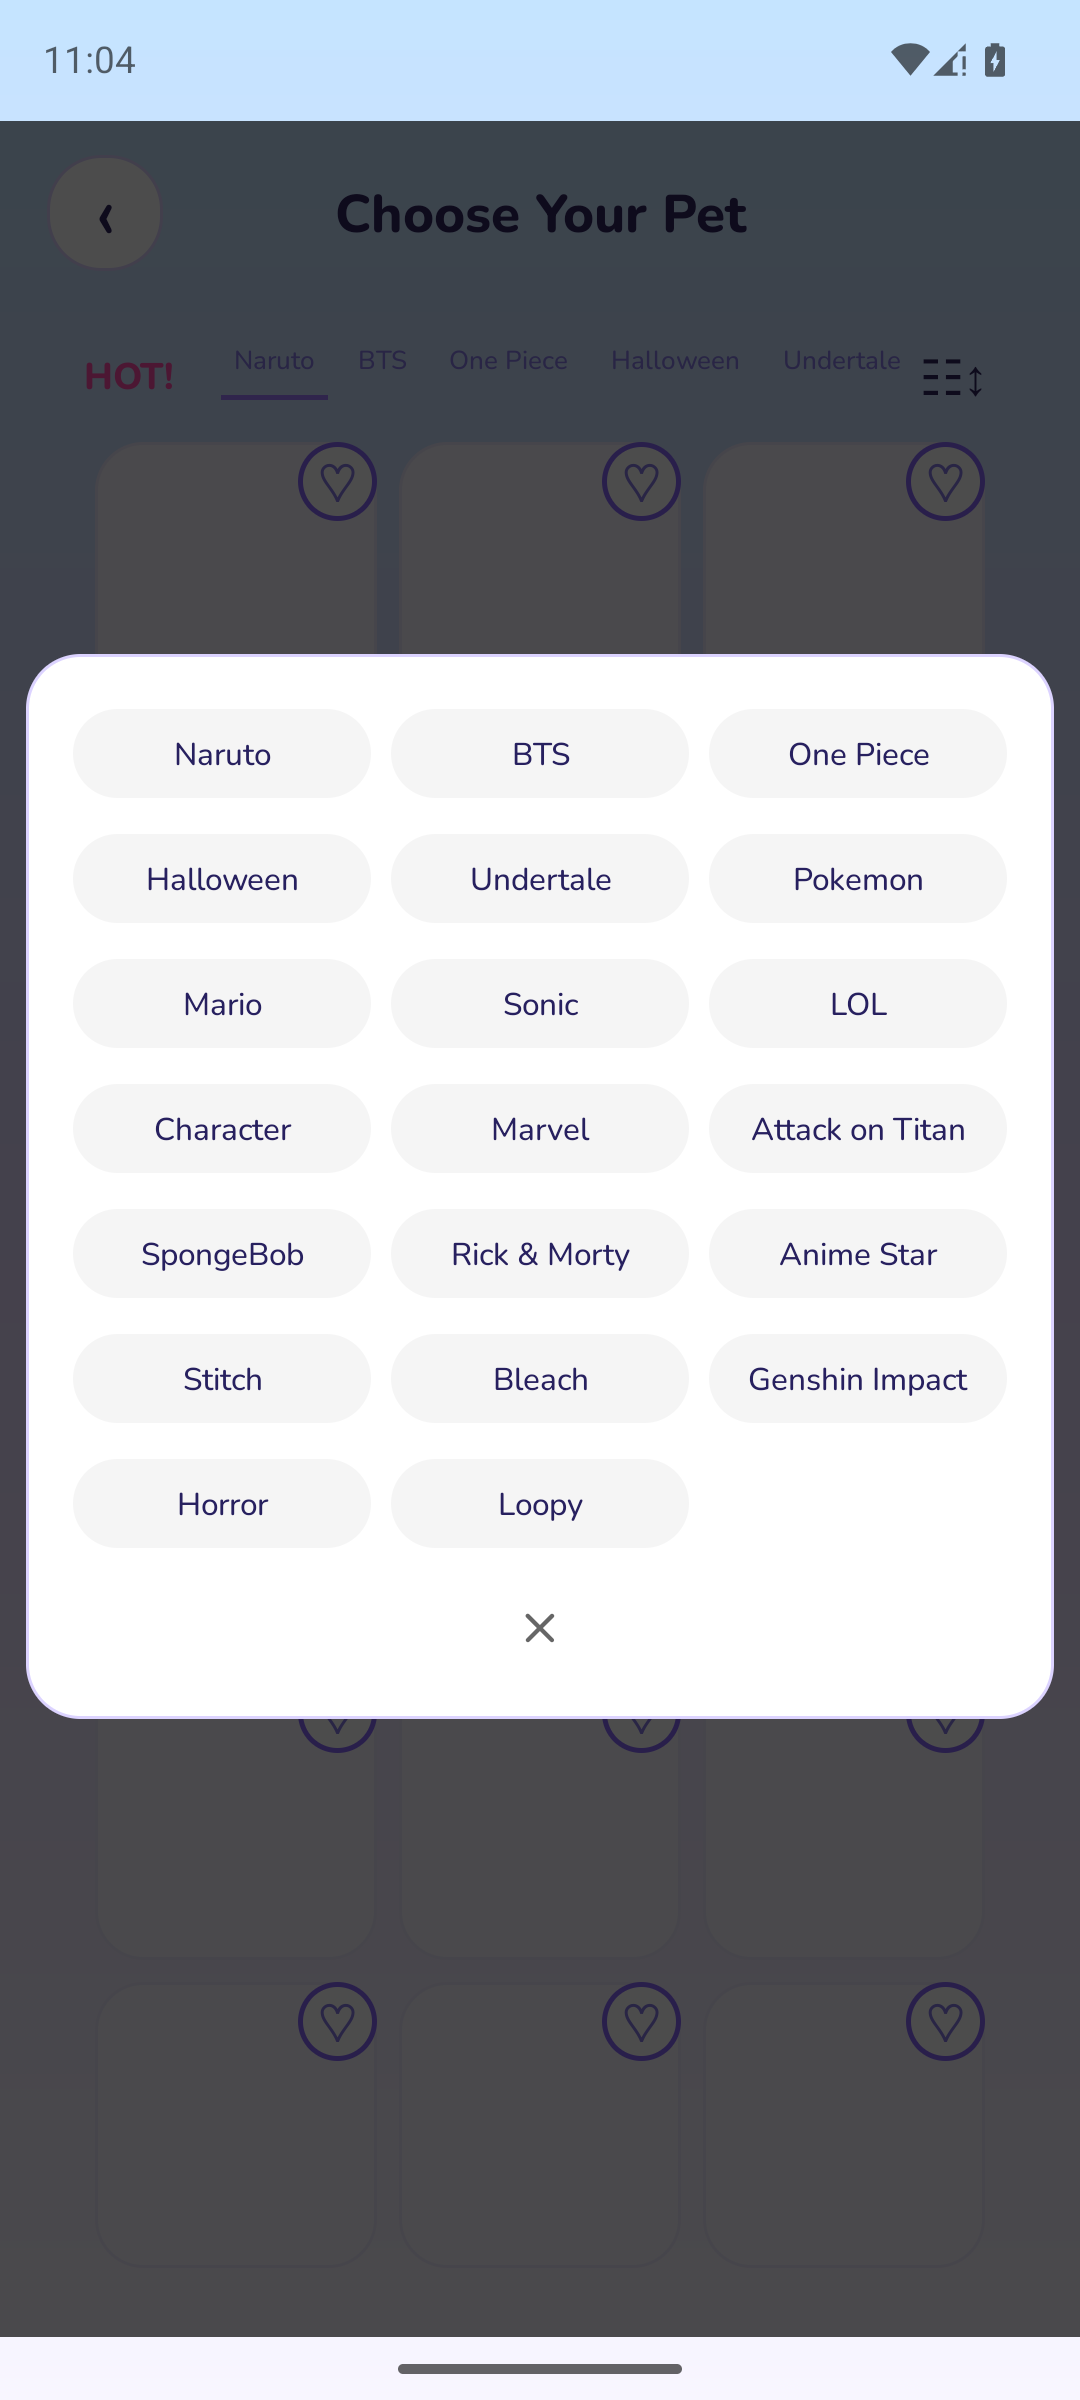 11:04
Choose Your Pet
HOT! Naruto BTS One Piece Halloween Undertale
Naruto BTS One Piece
Halloween Undertale Pokemon
Mario Sonic LOL
Character Marvel Attack on Titan
SpongeBob Rick & Morty Anime Star
Stitch Bleach Genshin Impact
Horror Loopy